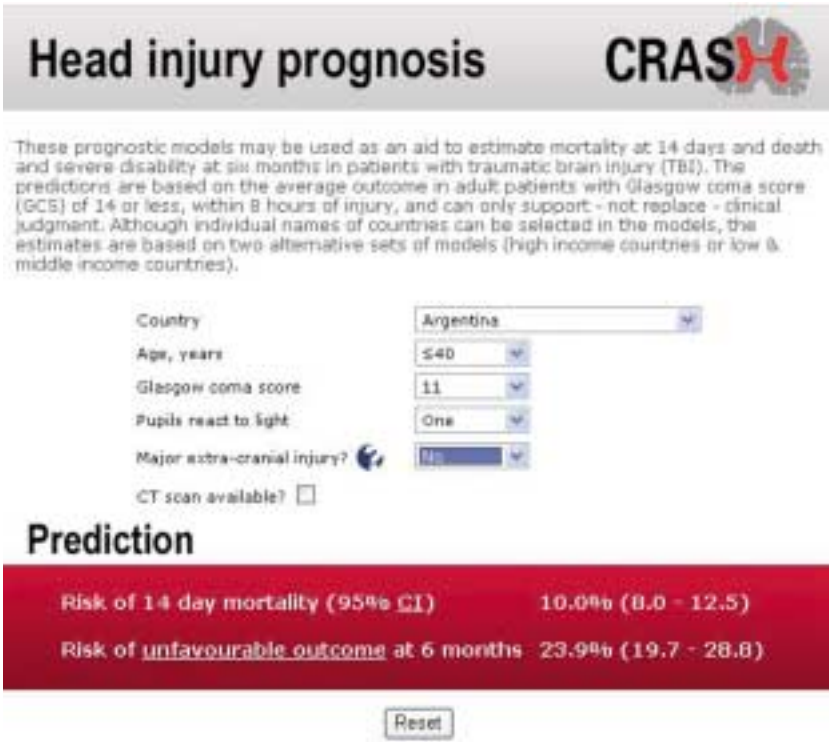 Head injury prognosis
CRASH
These prognostic models may be used as an aid to estimate mortality at 14 days and death
and severe disability at six months in patients with traumatic brain injury (TBI). The
predictions are based on the average outcome in adult patients with Glasgow coma score
(GCS) of 14 or less, within 8 hours of injury, and can only support - not replace - clinical
judgment. Although individual names of countries can be selected in the models, the
estimates are based on two alternative sets of models (high income countries or low &
middle income countries).
Country Argentina
Age, years ≤40
Glasgow coma score 11
Pupils react to light One
Major extra-cranial injury? No
CT scan available?
Prediction
Risk of 14 day mortality (95% CI) 10.0% (8.0 - 12.5)
Risk of unfavourable outcome at 6 months 23.9% (19.7 - 28.8)
Reset